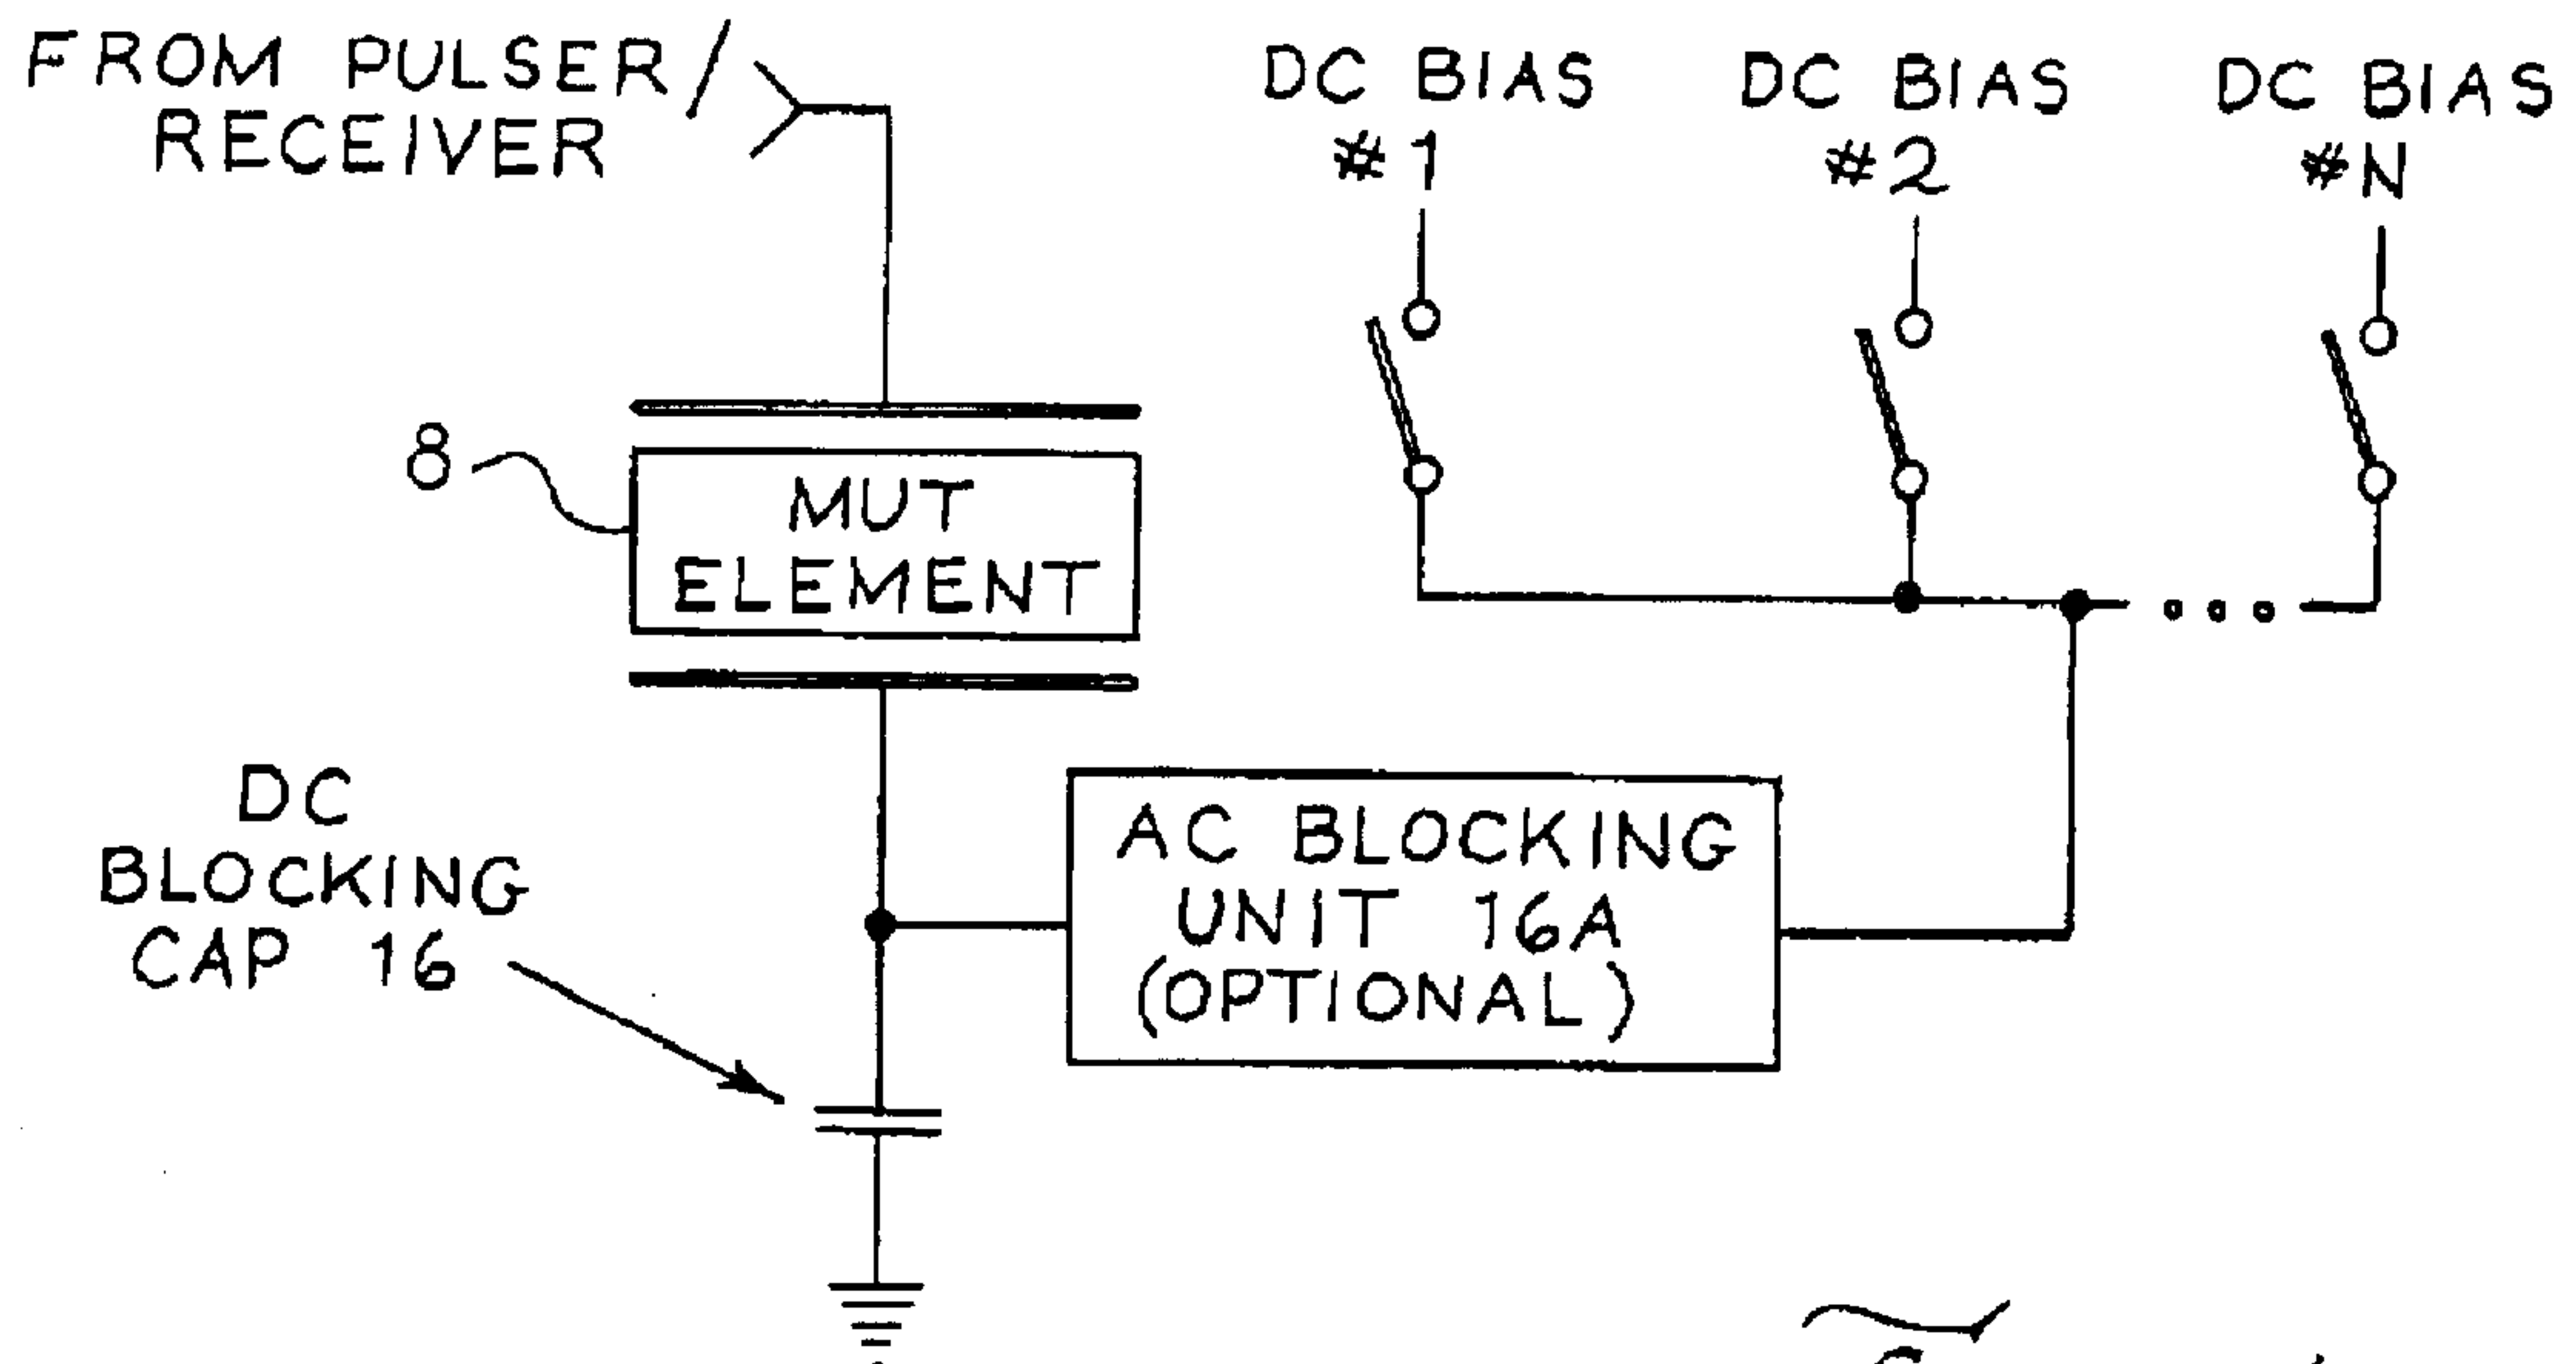 FROM PULSER/
RECEIVER
DC BIAS
#1
DC BIAS
#2
DC BIAS
#N
8
MUT
ELEMENT
DC
BLOCKING
CAP 16
AC BLOCKING
UNIT 16A
(OPTIONAL)